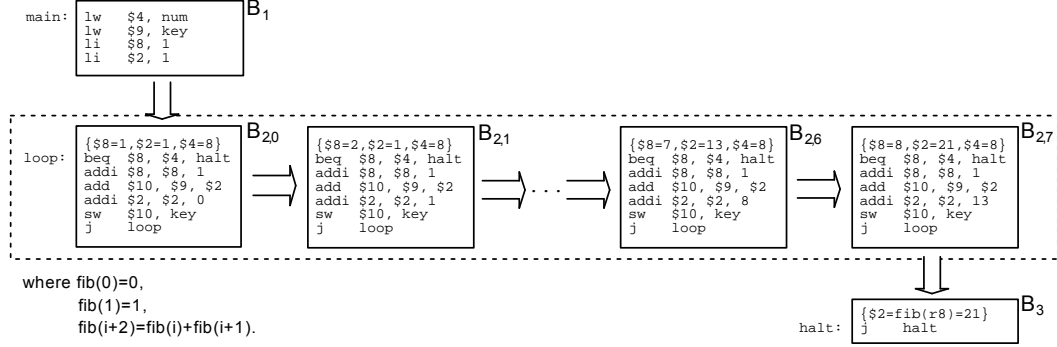 main:
lw $4, num
lw $9, key
li $8, 1
li $2, 1
B1
loop:
{$8=1,$2=1,$4=8}
beq $8, $4, halt
addi $8, $8, 1
add $10, $9, $2
addi $2, $2, 0
sw $10, key
j loop
B2,0
{$8=2,$2=1,$4=8}
beq $8, $4, halt
addi $8, $8, 1
add $10, $9, $2
addi $2, $2, 1
sw $10, key
j loop
B2,1
...
{$8=7,$2=13,$4=8}
beq $8, $4, halt
addi $8, $8, 1
add $10, $9, $2
addi $2, $2, 8
sw $10, key
j loop
B2,6
{$8=8,$2=21,$4=8}
beq $8, $4, halt
addi $8, $8, 1
add $10, $9, $2
addi $2, $2, 13
sw $10, key
j loop
B2,7
where fib(0)=0,
fib(1)=1,
fib(i+2)=fib(i)+fib(i+1).
halt:
{$2=fib(r8)=21}
j halt
B3